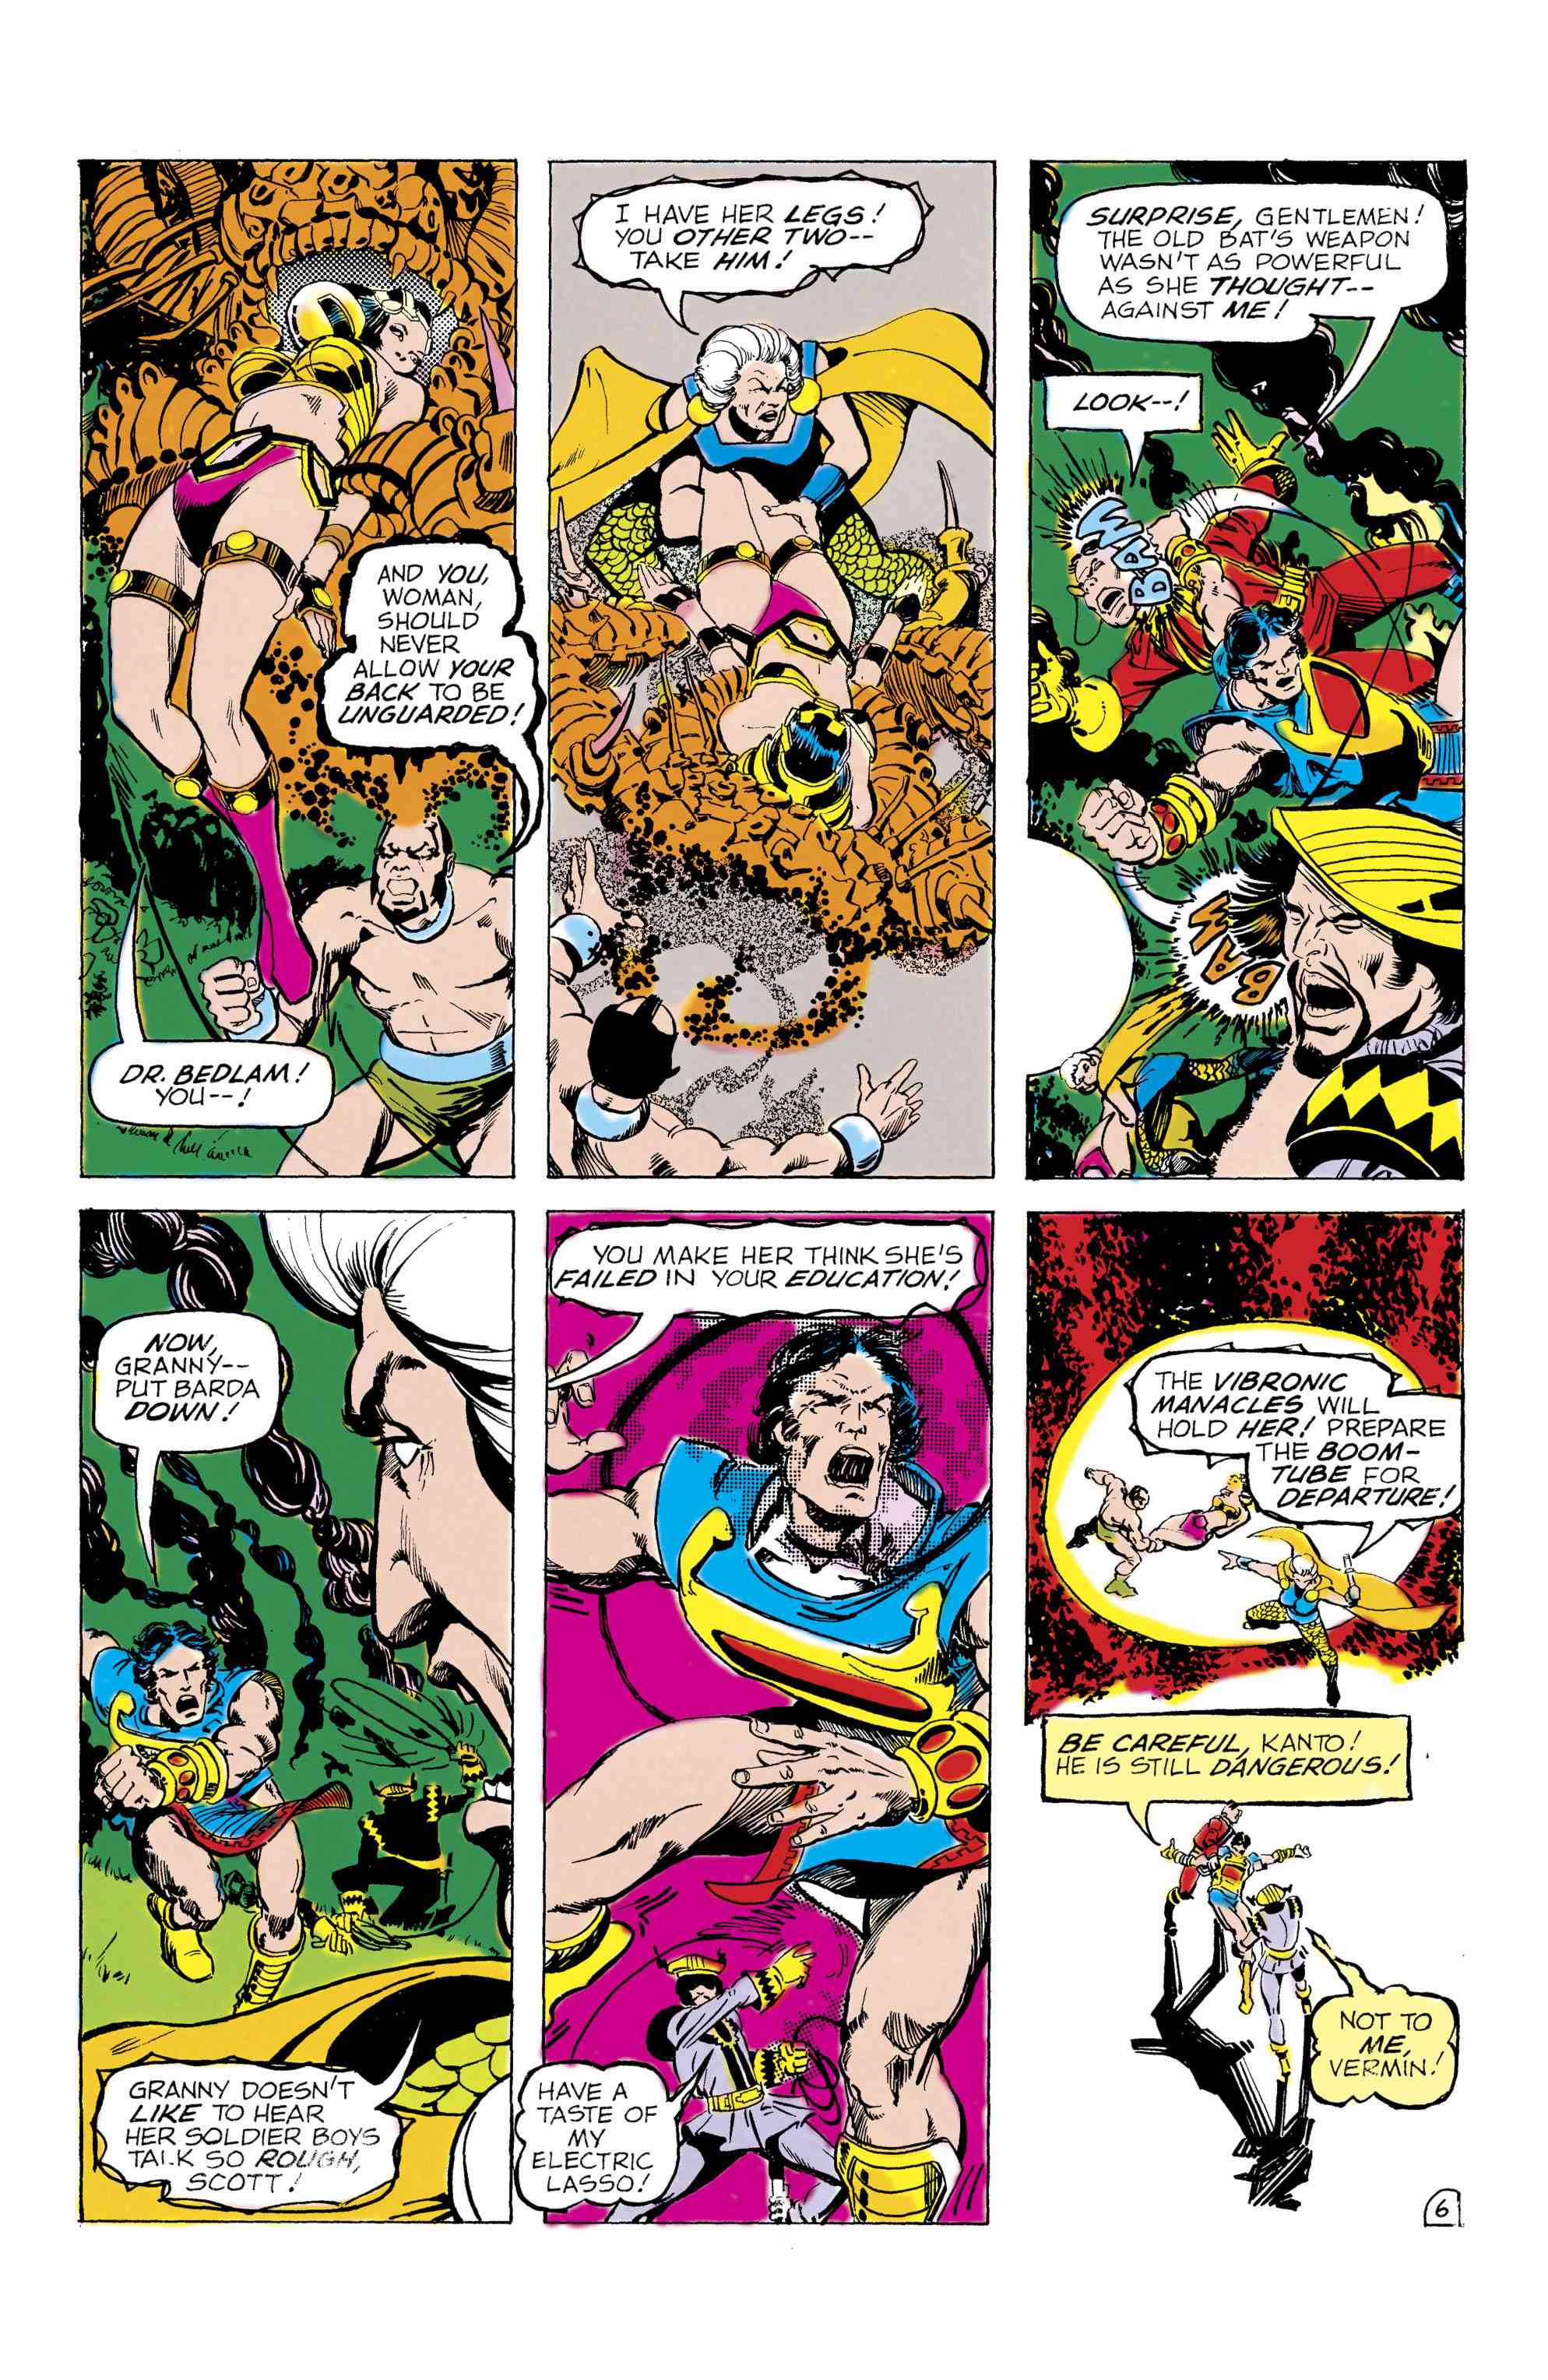 AND YOU,
WOMAN,
SHOULD
NEVER
ALLOW YOUR
BACK TO BE
UNGUARDED!
DR. BEDLAM!
YOU--!
I HAVE HER LEGS!
YOU OTHER TWO--
TAKE HIM!
SURPRISE, GENTLEMEN!
THE OLD BAT'S WEAPON
WASN'T AS POWERFUL
AS SHE THOUGHT--
AGAINST ME!
LOOK--!
BAM
BAM
NOW,
GRANNY--
PUT BARDA
DOWN!
GRANNY DOESN'T
LIKE TO HEAR
HER SOLDIER BOYS
TALK SO ROUGH,
SCOTT!
YOU MAKE HER THINK SHE'S
FAILED IN YOUR EDUCATION!
HAVE A
TASTE OF
MY
ELECTRIC
LASSO!
THE VIBRONIC
MANACLES WILL
HOLD HER! PREPARE
THE BOOM-
TUBE FOR
DEPARTURE!
BE CAREFUL, KANTO!
HE IS STILL DANGEROUS!
NOT TO
ME,
VERMIN!
6